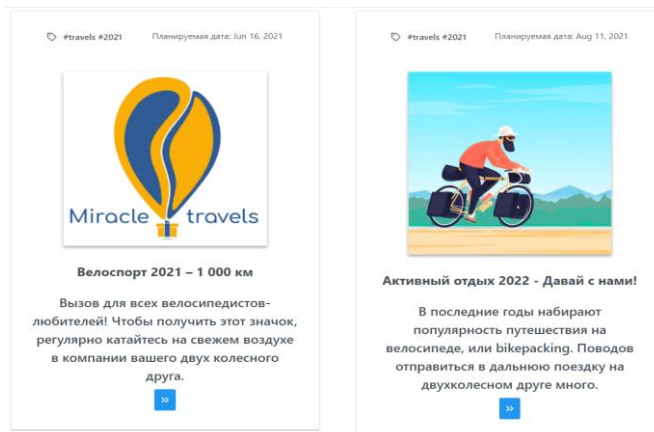 #travels #2021 Планируемая дата: Jun 16, 2021
Miracle travels
Велоспорт 2021 – 1 000 км
Вызов для всех велосипедистов-
любителей! Чтобы получить этот значок,
регулярно катайтесь на свежем воздухе
в компании вашего двух колесного
друга.
»
#travels #2021 Планируемая дата: Aug 11, 2021
Активный отдых 2022 - Давай с нами!
В последние годы набирают
популярность путешествия на
велосипеде, или bikepacking. Поводов
отправиться в дальнюю поездку на
двухколесном друге много.
»